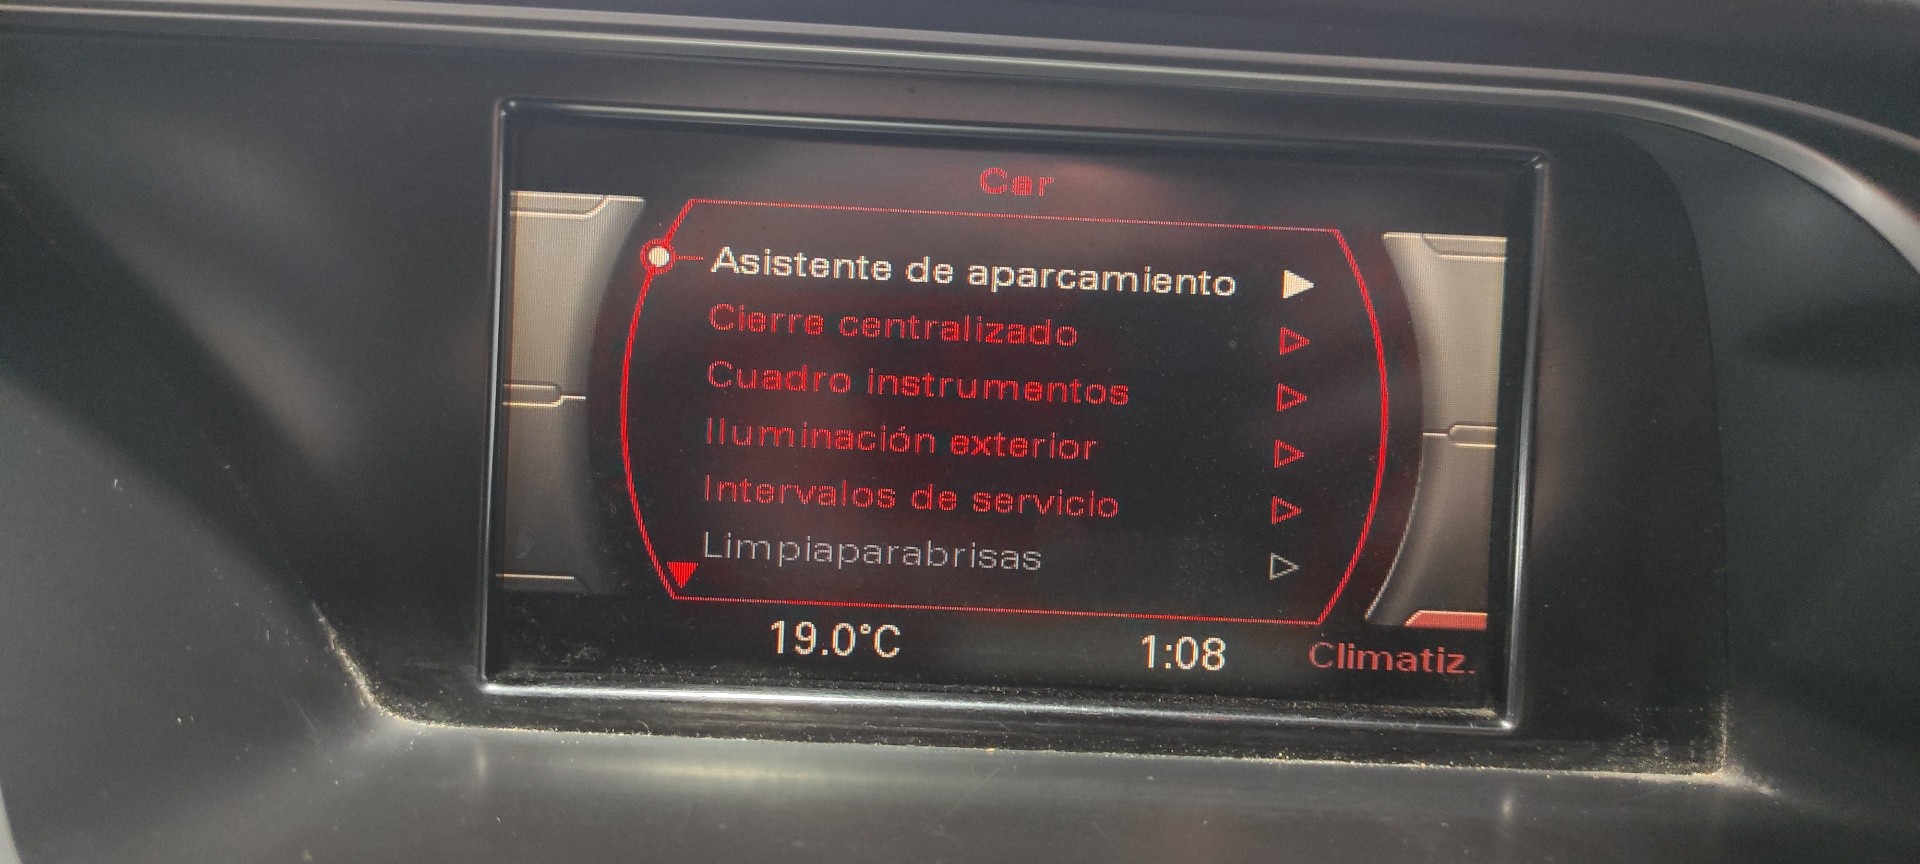 Car
Asistente de aparcamiento
Cierre centralizado
Cuadro instrumentos
Iluminación exterior
Intervalos de servicio
Limpiaparabrisas
19.0°C 1:08 Climatiz.